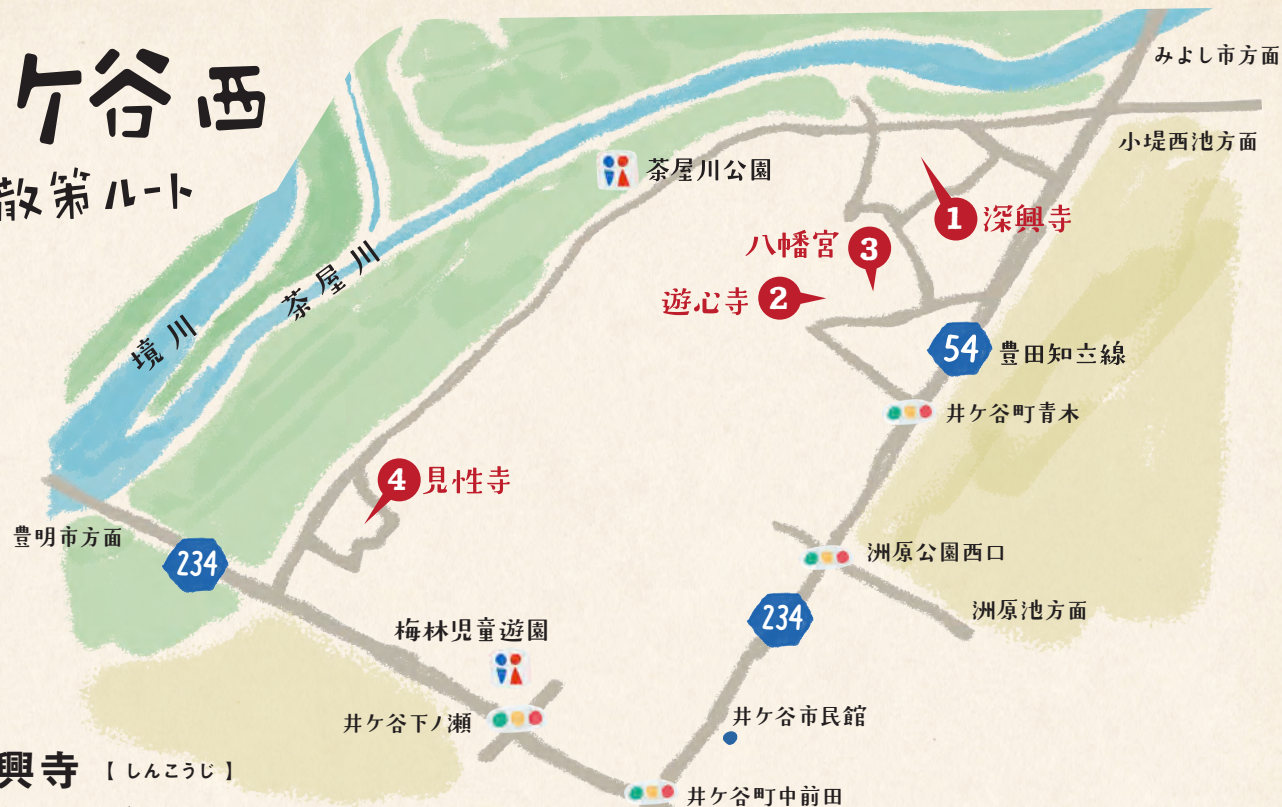 ケ谷西
散策ルート
みよし市方面
小堤西池方面
茶屋川公園
1 深興寺
八幡宮 3
遊心寺 2
茶屋川
境川
54 豊田知立線
井ケ谷町青木
4 見性寺
豊明市方面
234
洲原公園西口
洲原池方面
234
梅林児童遊園
井ケ谷下ノ瀬
井ケ谷市民館
興寺 【しんこうじ】
井ケ谷町中前田